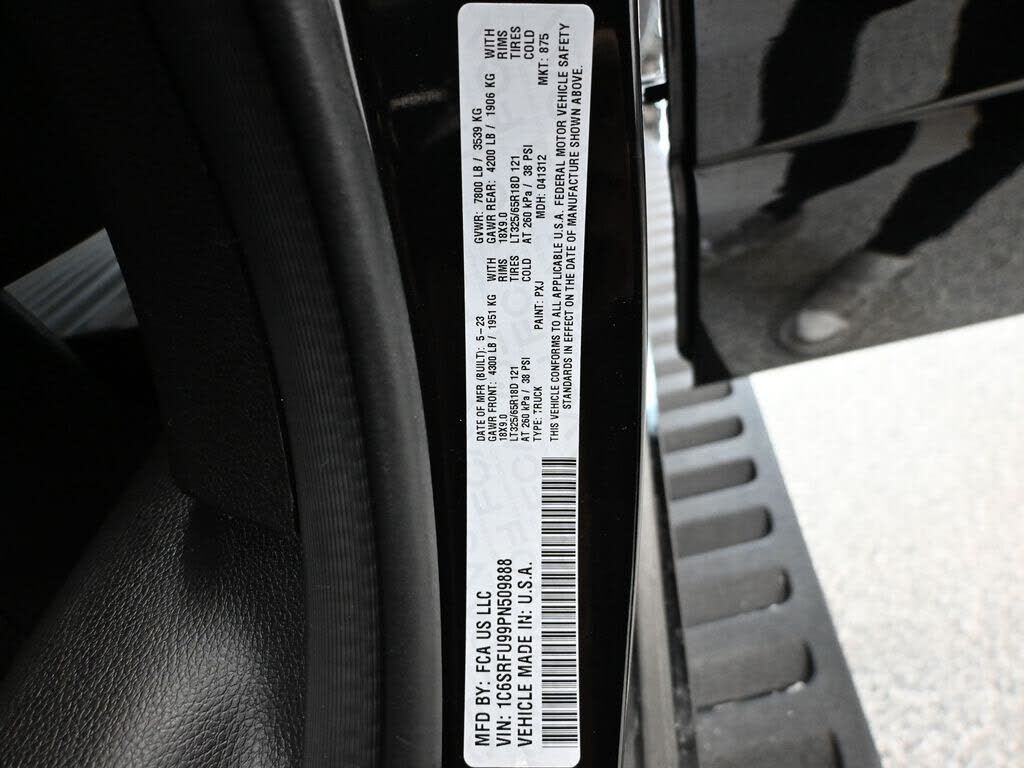 MFD BY: FCA US LLC
VIN: 1C6SRFU99PN509888
VEHICLE MADE IN: U.S.A.
DATE OF MFR (BUILT): 5-23 GVWR: 7800 LB / 3539 KG
GAWR FRONT: 4300 LB / 1951 KG WITH GAWR REAR: 4200 LB / 1906 KG WITH
18X9.0 RIMS 18X9.0 RIMS
LT325/65R18D 121 TIRES LT325/65R18D 121 TIRES
AT 260 kPa / 38 PSI COLD AT 260 kPa / 38 PSI COLD
TYPE: TRUCK PAINT: PXJ MDH: 041312 MKT: 875
THIS VEHICLE CONFORMS TO ALL APPLICABLE U.S.A. FEDERAL MOTOR VEHICLE SAFETY
STANDARDS IN EFFECT ON THE DATE OF MANUFACTURE SHOWN ABOVE.